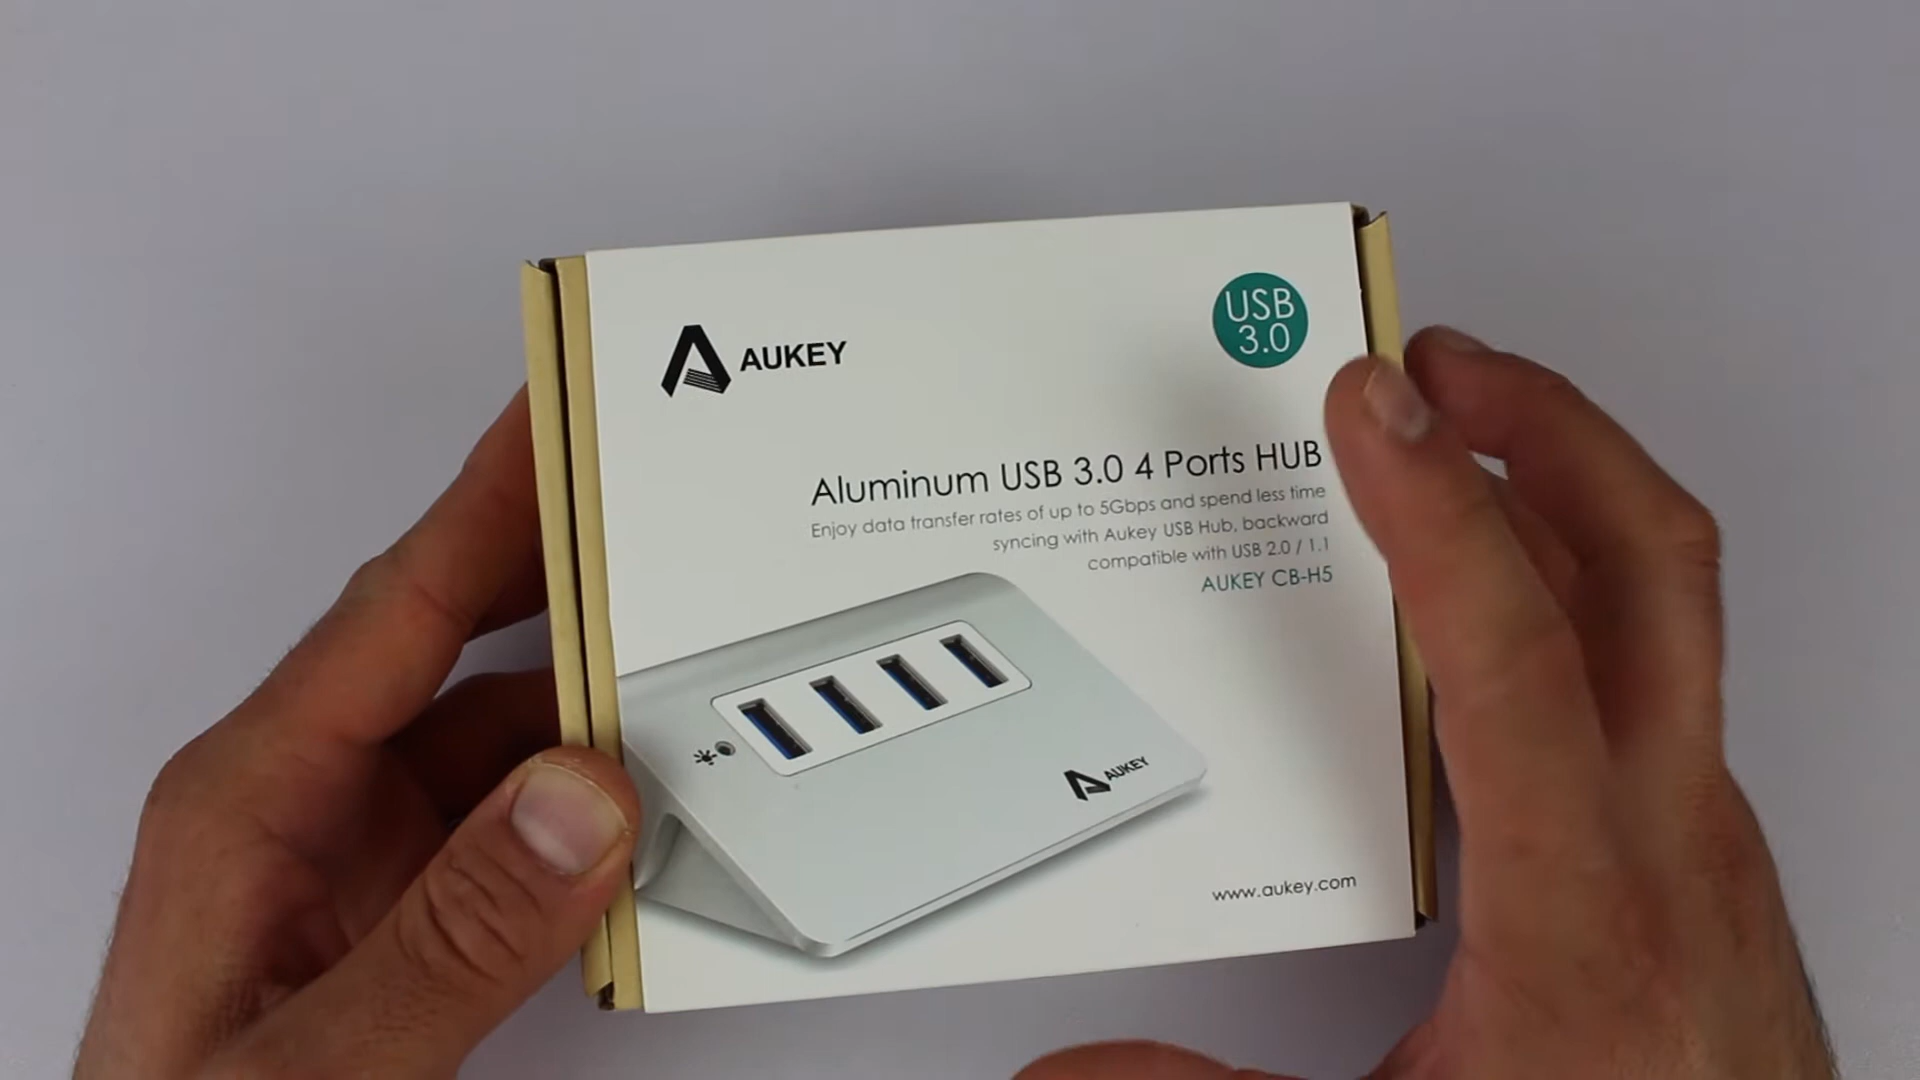 USB
3.0
AUKEY
Aluminum USB 3.0 4 Ports HUB
Enjoy data transfer rates of up to 5Gbps and spend less time
syncing with Aukey USB Hub, backward
compatible with USB 2.0 / 1.1
AUKEY CB-H5
AUKEY
www.aukey.com